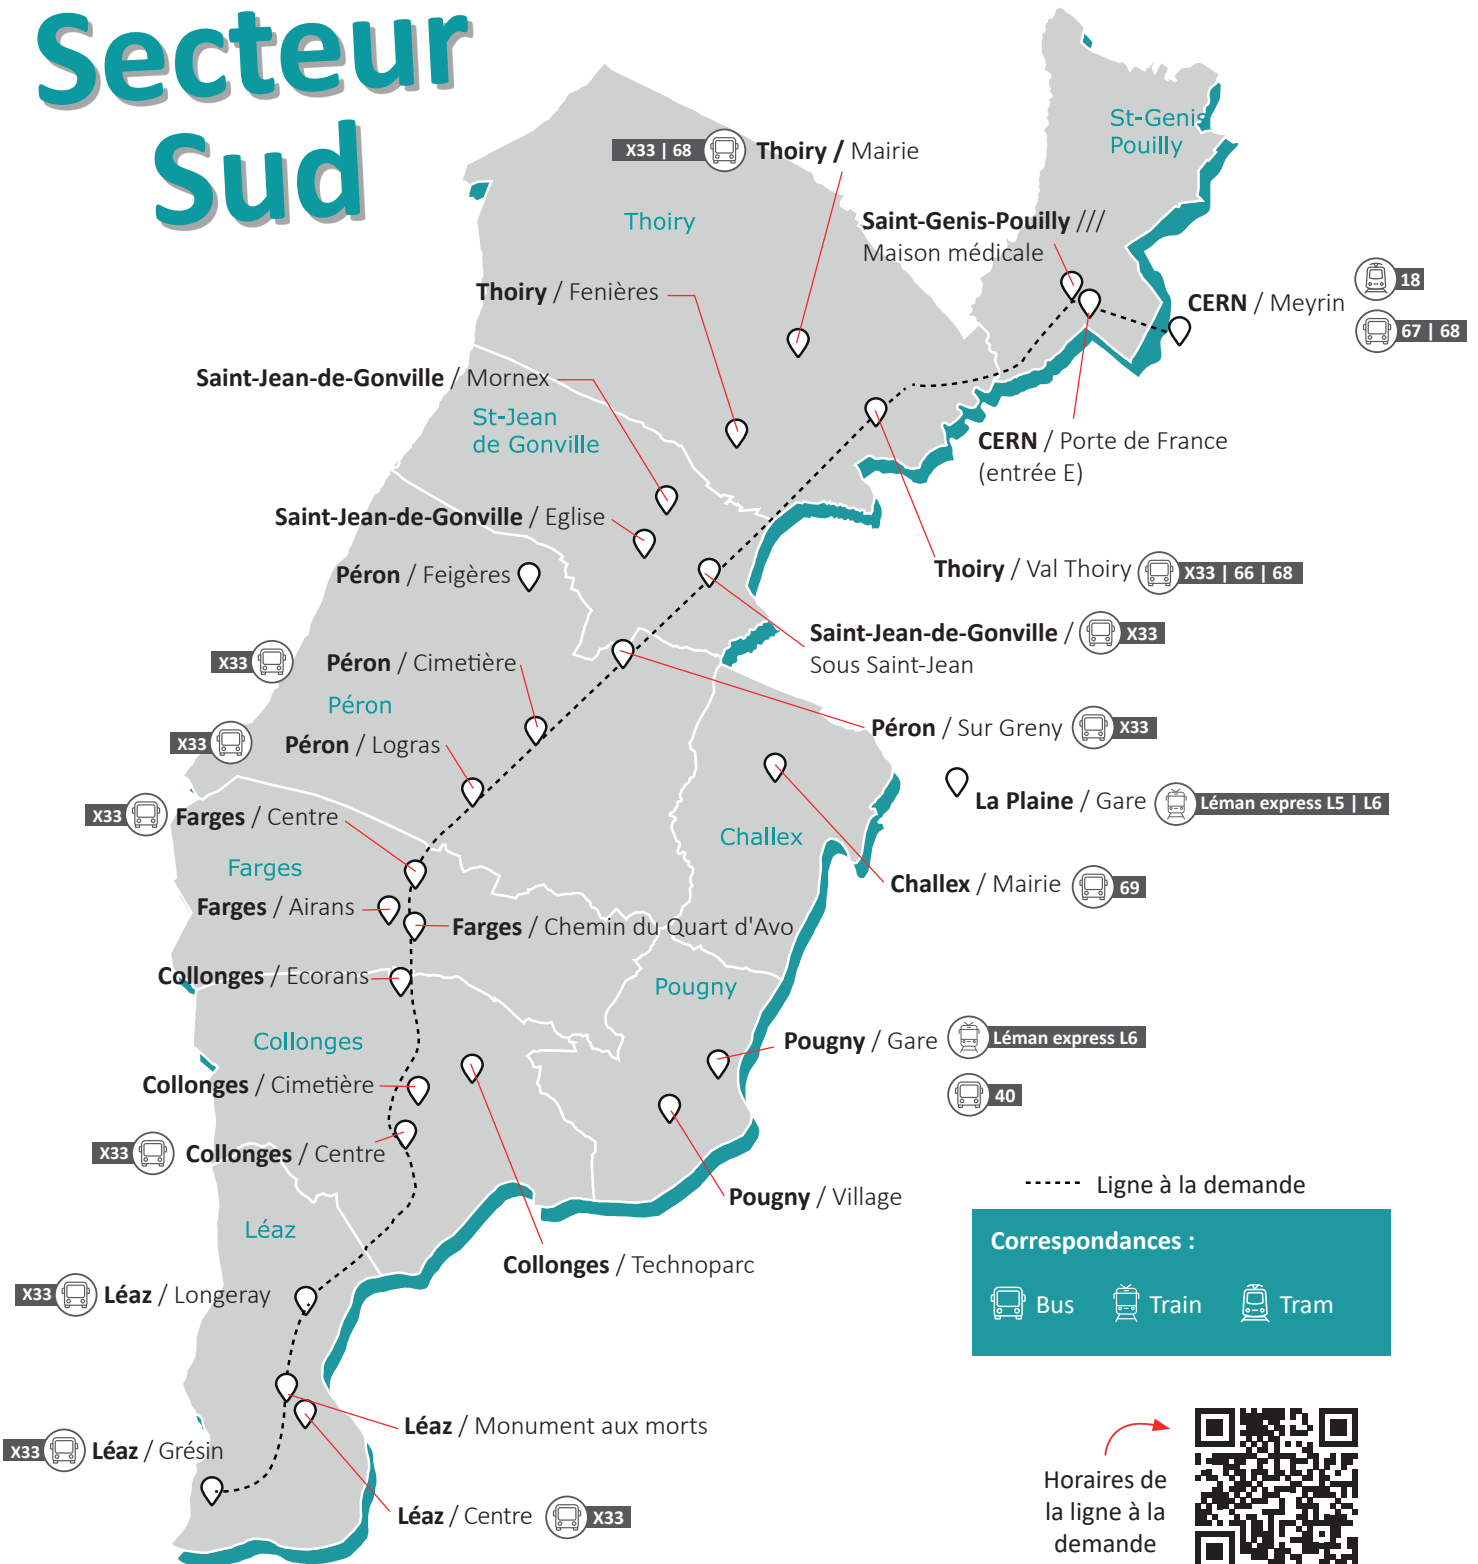 Secteur
Sud
St-Genis
Pouilly
X33 | 68
Thoiry / Mairie
Thoiry
Saint-Genis-Pouilly ///
Maison médicale
18
Thoiry / Fenières
CERN / Meyrin
67 | 68
Saint-Jean-de-Gonville / Mornex
St-Jean
de Gonville
CERN / Porte de France
(entrée E)
Saint-Jean-de-Gonville / Eglise
Péron / Feigères
Thoiry / Val Thoiry
X33 | 66 | 68
Saint-Jean-de-Gonville /
X33
Sous Saint-Jean
X33
Péron / Cimetière
Péron
Péron / Sur Greny
X33
X33
Péron / Logras
La Plaine / Gare
Léman express L5 | L6
X33
Farges / Centre
Challex
Farges
Challex / Mairie
69
Farges / Airans
Farges / Chemin du Quart d'Avo
Collonges / Ecorans
Pougny
Collonges
Pougny / Gare
Léman express L6
Collonges / Cimetière
40
X33
Collonges / Centre
Pougny / Village
Ligne à la demande
Léaz
Correspondances :
Collonges / Technoparc
X33
Léaz / Longeray
Bus
Train
Tram
Léaz / Monument aux morts
X33
Léaz / Grésin
Horaires de
la ligne à la
demande
Léaz / Centre
X33